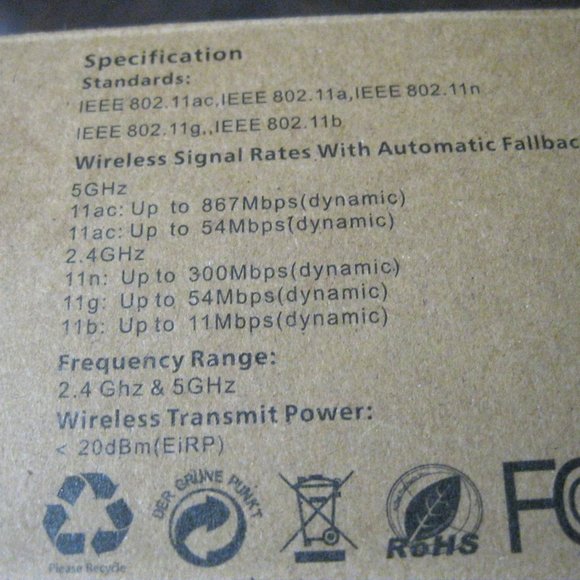 Specification
Standards:
IEEE 802.11ac,IEEE 802.11a,IEEE 802.11n
IEEE 802.11g,,IEEE 802.11b
Wireless Signal Rates With Automatic Fallbac
5GHz
11ac: Up to 867Mbps(dynamic)
11ac: Up to 54Mbps(dynamic)
2.4GHz
11n: Up to 300Mbps(dynamic)
11g: Up to 54Mbps(dynamic)
11b: Up to 11Mbps(dynamic)
Frequency Range:
2.4 Ghz & 5GHz
Wireless Transmit Power:
< 20dBm(EiRP)
DER GRÜNE PUNKT
RoHS
FC
Please Recycle